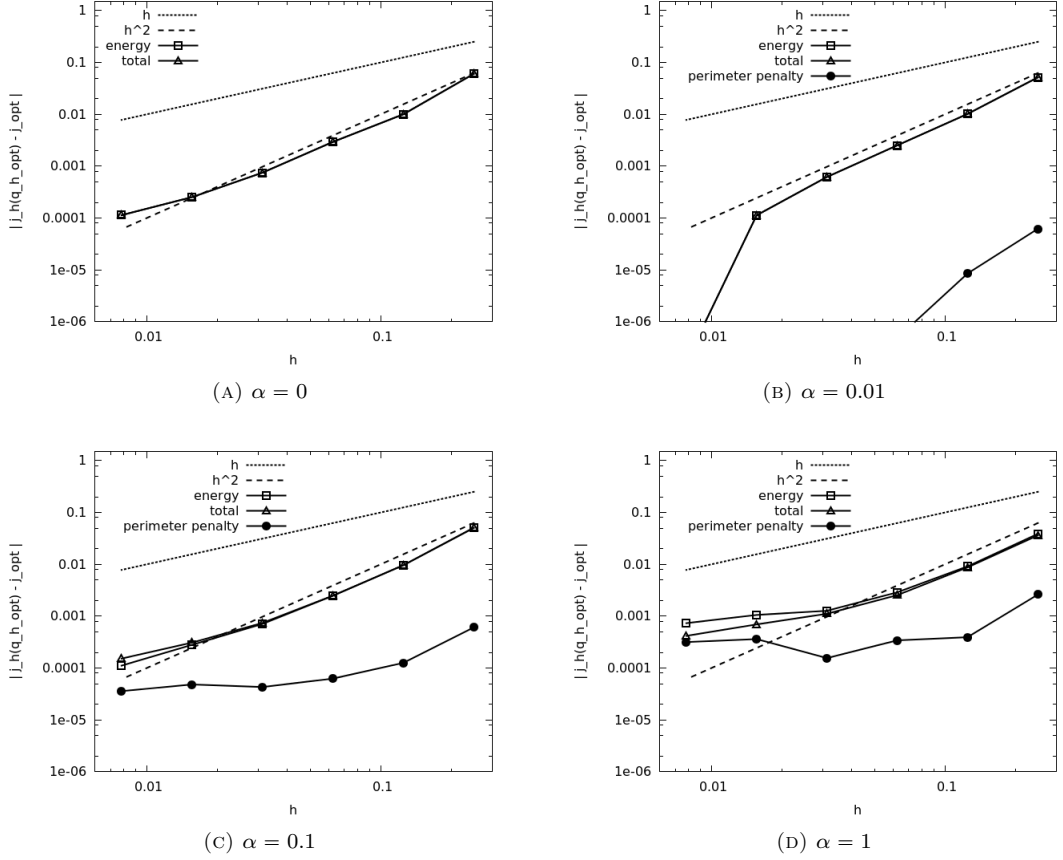 1
0.1
0.01
0.001
0.0001
1e-05
1e-06
0.01
0.1
h
| j_h(q_h_opt) - j_opt |
h
h^2
energy
total
(A) α = 0
1
0.1
0.01
0.001
0.0001
1e-05
1e-06
0.01
0.1
h
| j_h(q_h_opt) - j_opt |
h
h^2
energy
total
perimeter penalty
(B) α = 0.01
1
0.1
0.01
0.001
0.0001
1e-05
1e-06
0.01
0.1
h
| j_h(q_h_opt) - j_opt |
h
h^2
energy
total
perimeter penalty
(C) α = 0.1
1
0.1
0.01
0.001
0.0001
1e-05
1e-06
0.01
0.1
h
| j_h(q_h_opt) - j_opt |
h
h^2
energy
total
perimeter penalty
(D) α = 1